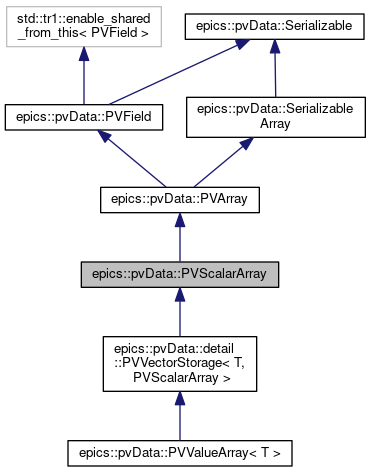 std::tr1::enable_shared
_from_this< PVField >
epics::pvData::Serializable
epics::pvData::PVField
epics::pvData::Serializable
Array
epics::pvData::PVArray
epics::pvData::PVScalarArray
epics::pvData::detail
::PVVectorStorage< T,
PVScalarArray >
epics::pvData::PVValueArray< T >